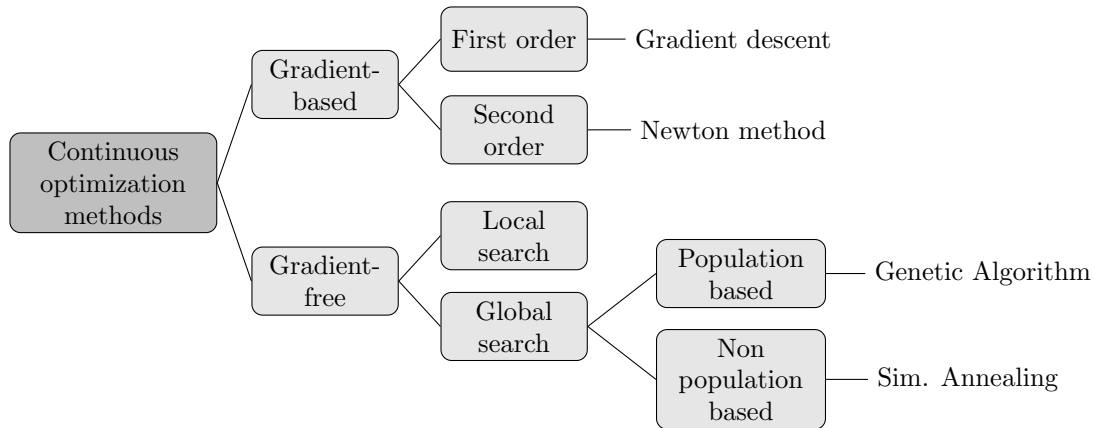 First order
Gradient descent
Gradient-
based
Second
order
Newton method
Continuous
optimization
methods
Local
search
Gradient-
free
Population
based
Genetic Algorithm
Global
search
Non
population
based
Sim. Annealing